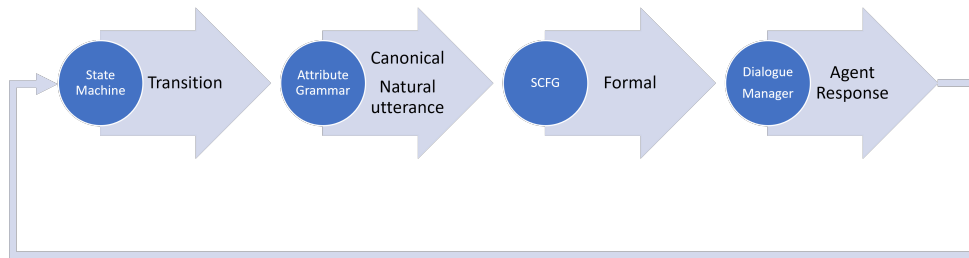 State
Machine
Transition
Attribute
Grammar
Canonical
Natural
utterance
SCFG
Formal
Dialogue
Manager
Agent
Response